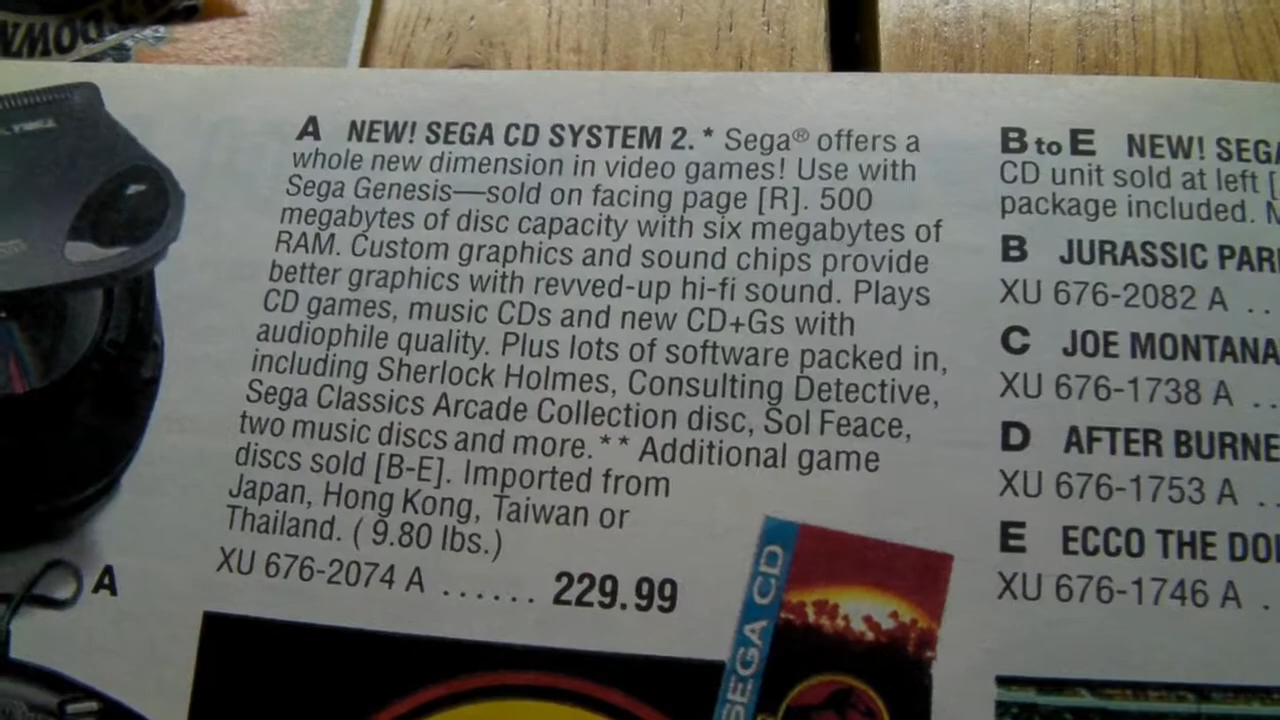 A NEW! SEGA CD SYSTEM 2. * Sega® offers a
whole new dimension in video games! Use with
Sega Genesis—sold on facing page [R]. 500
megabytes of disc capacity with six megabytes of
RAM. Custom graphics and sound chips provide
better graphics with revved-up hi-fi sound. Plays
CD games, music CDs and new CD+Gs with
audiophile quality. Plus lots of software packed in,
including Sherlock Holmes, Consulting Detective,
Sega Classics Arcade Collection disc, Sol Feace,
two music discs and more. ** Additional game
discs sold [B-E]. Imported from
Japan, Hong Kong, Taiwan or
Thailand. ( 9.80 lbs.)
XU 676-2074 A ...... 229.99
A
SEGA CD
B to E NEW! SEGA
CD unit sold at left [
package included.
B JURASSIC PARK
XU 676-2082 A ..
C JOE MONTANA
XU 676-1738 A ..
D AFTER BURNE
XU 676-1753 A ..
E ECCO THE DOL
XU 676-1746 A .